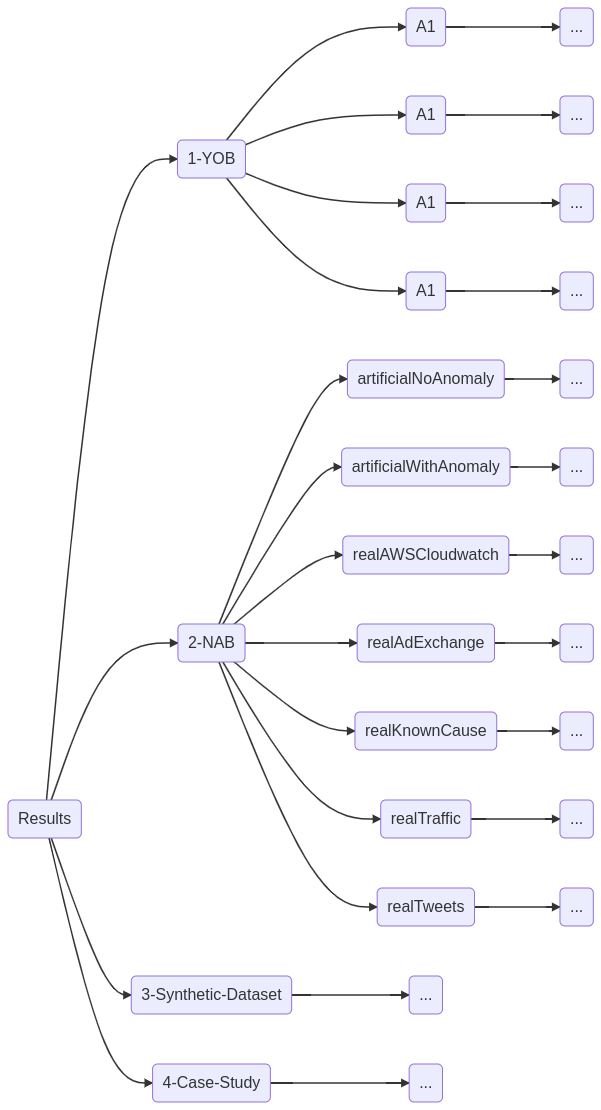 A1
...
A1
...
1-YOB
A1
...
A1
...
artificialNoAnomaly
...
artificialWithAnomaly
...
realAWSCloudwatch
...
2-NAB
realAdExchange
...
realKnownCause
...
Results
realTraffic
...
realTweets
...
3-Synthetic-Dataset
...
4-Case-Study
...